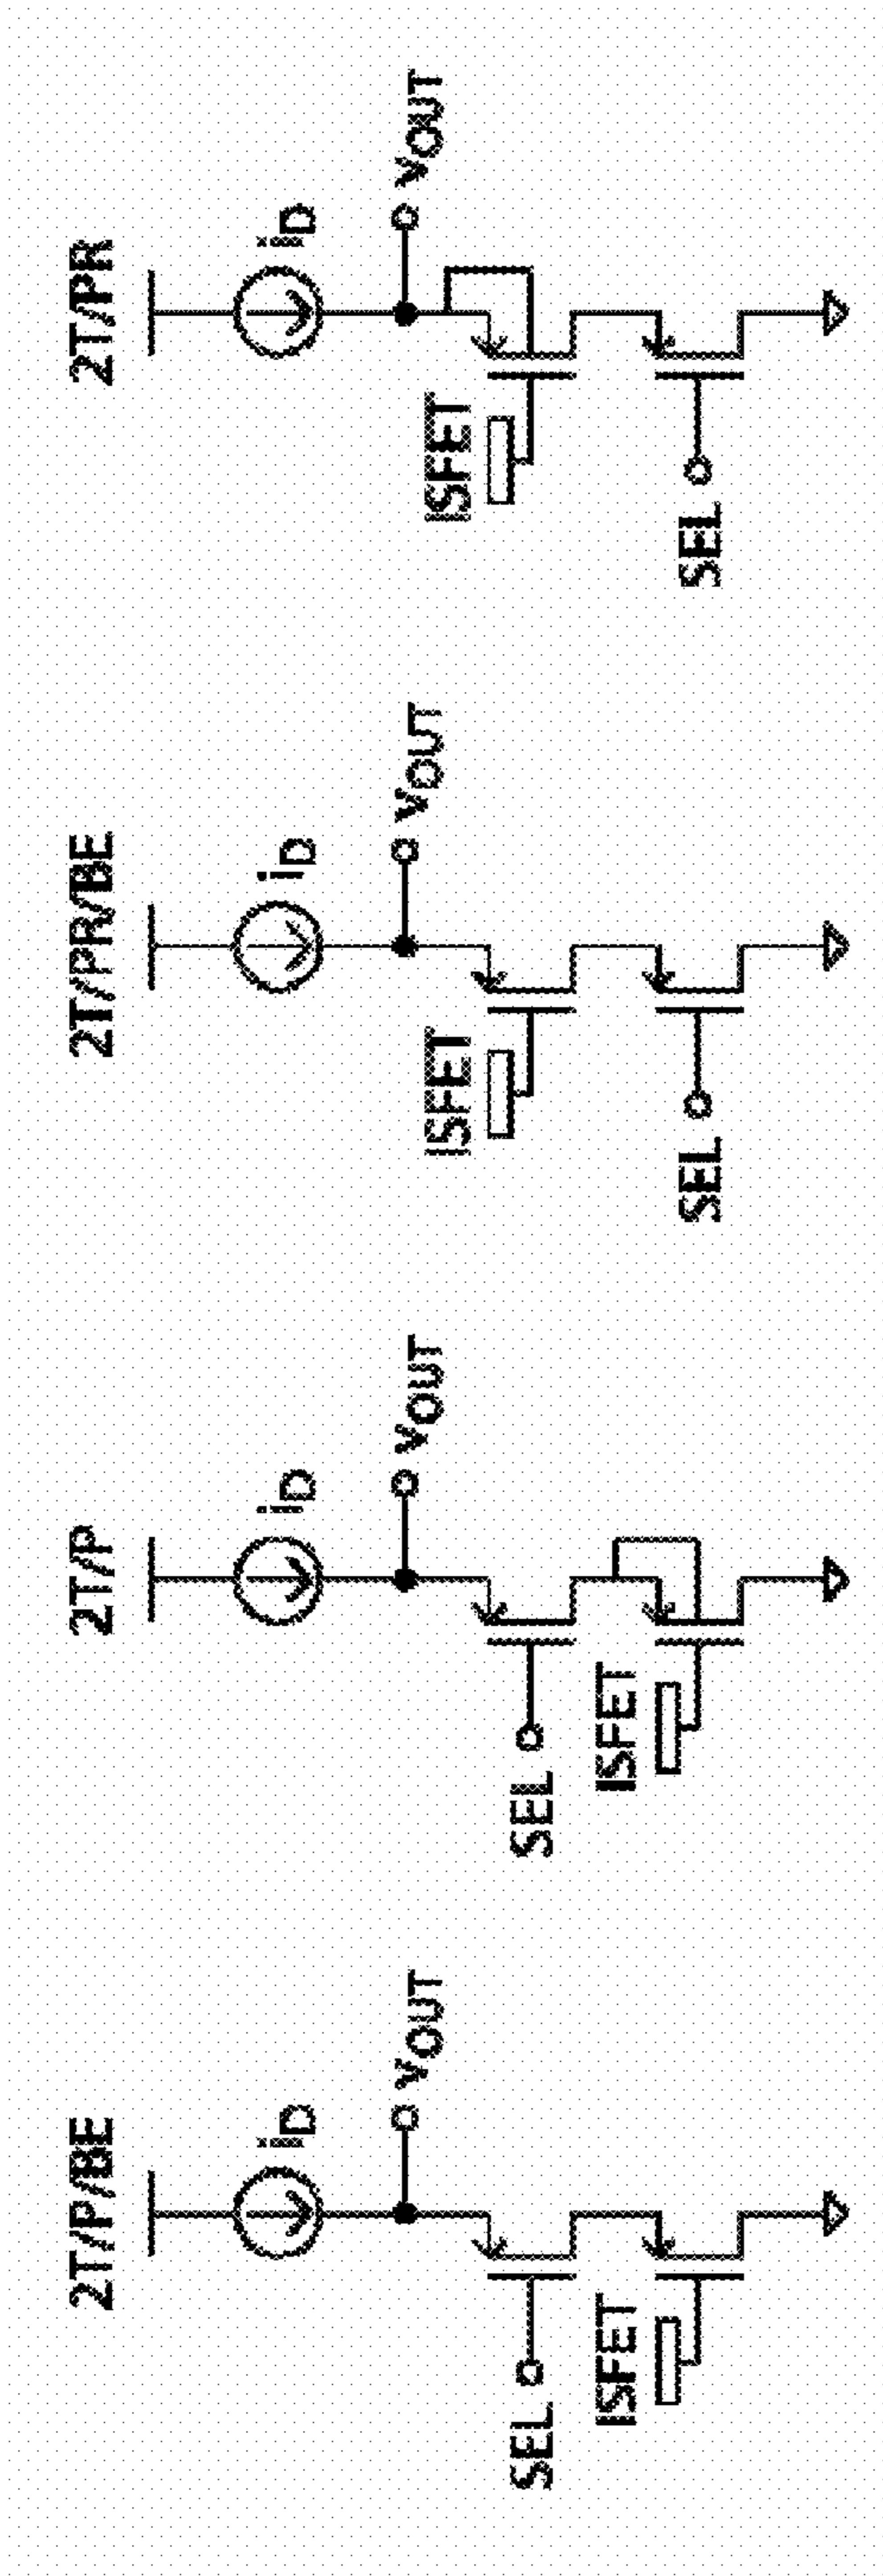 2T/P/BE
iD
VOUT
SEL
ISFET
2T/P
iD
VOUT
SEL
ISFET
2T/PR/BE
iD
VOUT
ISFET
SEL
2T/PR
iD
VOUT
ISFET
SEL